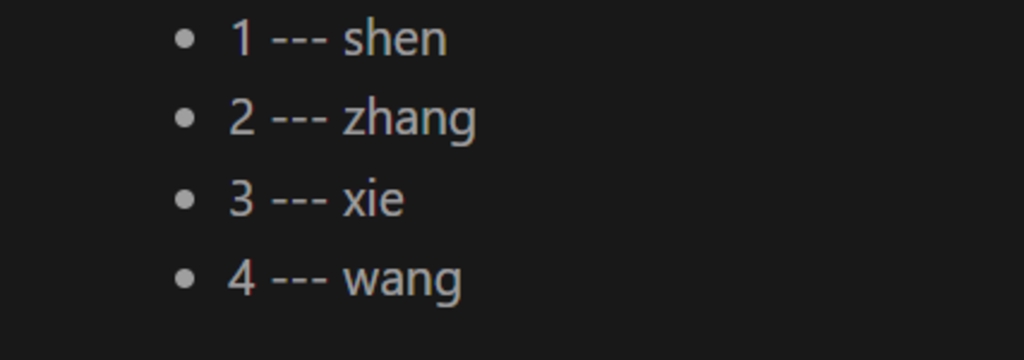 • 1 --- shen
• 2 --- zhang
• 3 --- xie
• 4 --- wang